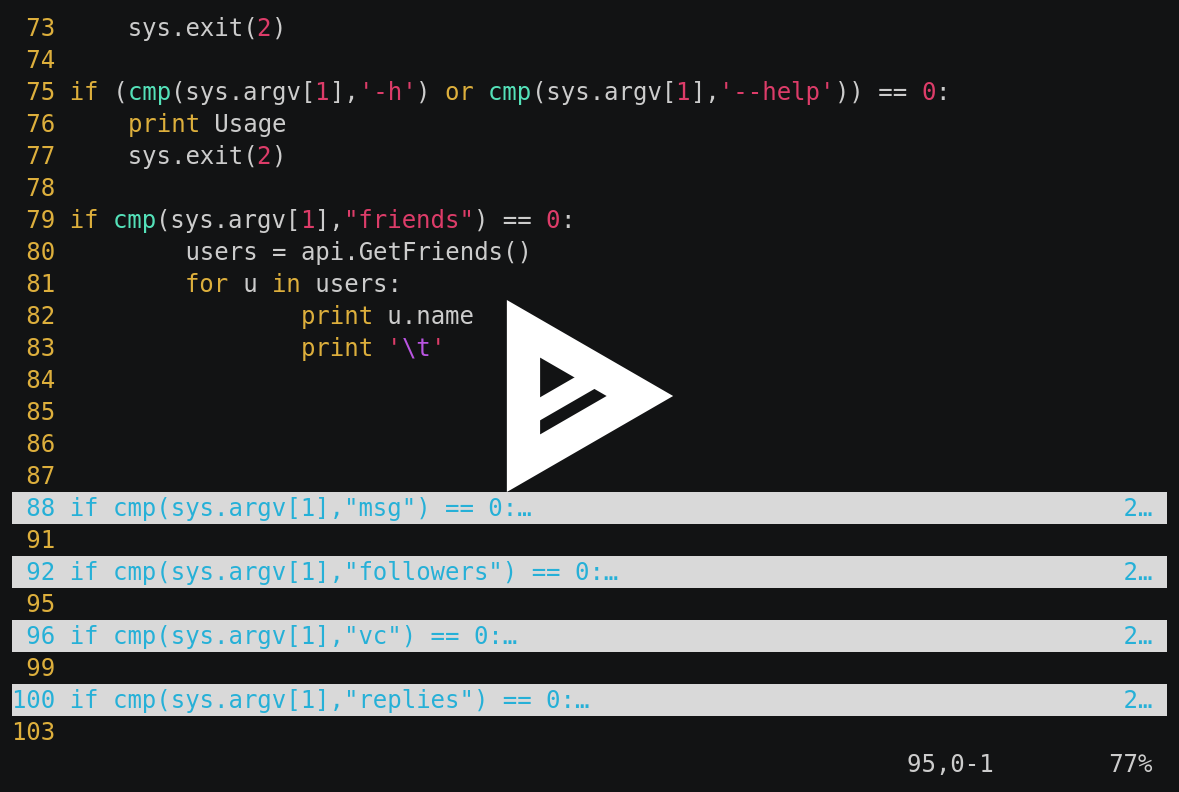 73     sys.exit(2)
74
75 if (cmp(sys.argv[1],'-h') or cmp(sys.argv[1],'--help')) == 0:
76     print Usage
77     sys.exit(2)
78
79 if cmp(sys.argv[1],"friends") == 0:
80         users = api.GetFriends()
81         for u in users:
82                 print u.name
83                 print '\t'
84
85
86
87
88 if cmp(sys.argv[1],"msg") == 0:… 2…
91
92 if cmp(sys.argv[1],"followers") == 0:… 2…
95
96 if cmp(sys.argv[1],"vc") == 0:… 2…
99
100 if cmp(sys.argv[1],"replies") == 0:… 2…
103
95,0-1 77%